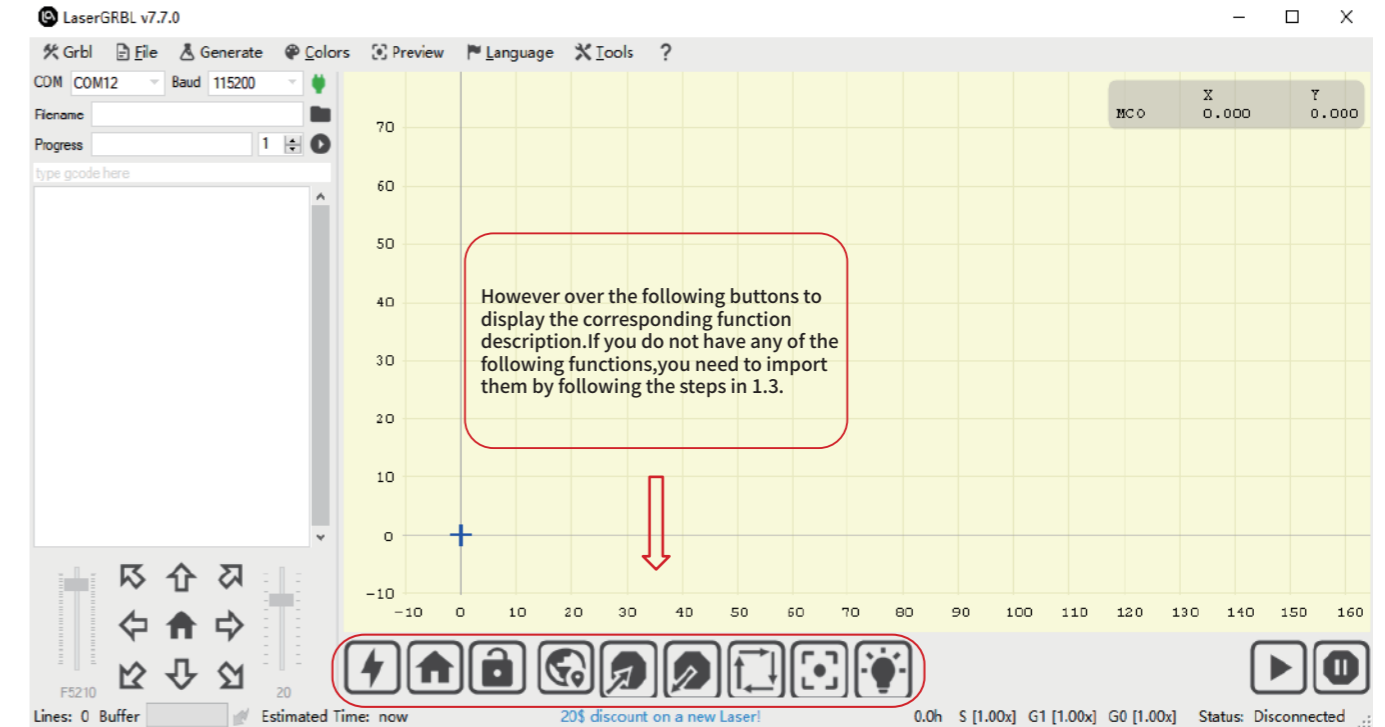 LaserGRBL v7.7.0
Grbl File Generate Colors Preview Language Tools ?
COM COM12 Baud 115200
Filename
Progress 1
type gcode here
X Y
MCO 0.000 0.000
70
60
50
40
30
20
10
0
-10
-10 0 10 20 30 40 50 60 70 80 90 100 110 120 130 140 150 160
However over the following buttons to
display the corresponding function
description.If you do not have any of the
following functions,you need to import
them by following the steps in 1.3.
F5210 20
Lines: 0 Buffer Estimated Time: now 20$ discount on a new Laser! 0.0h S [1.00x] G1 [1.00x] G0 [1.00x] Status: Disconnected